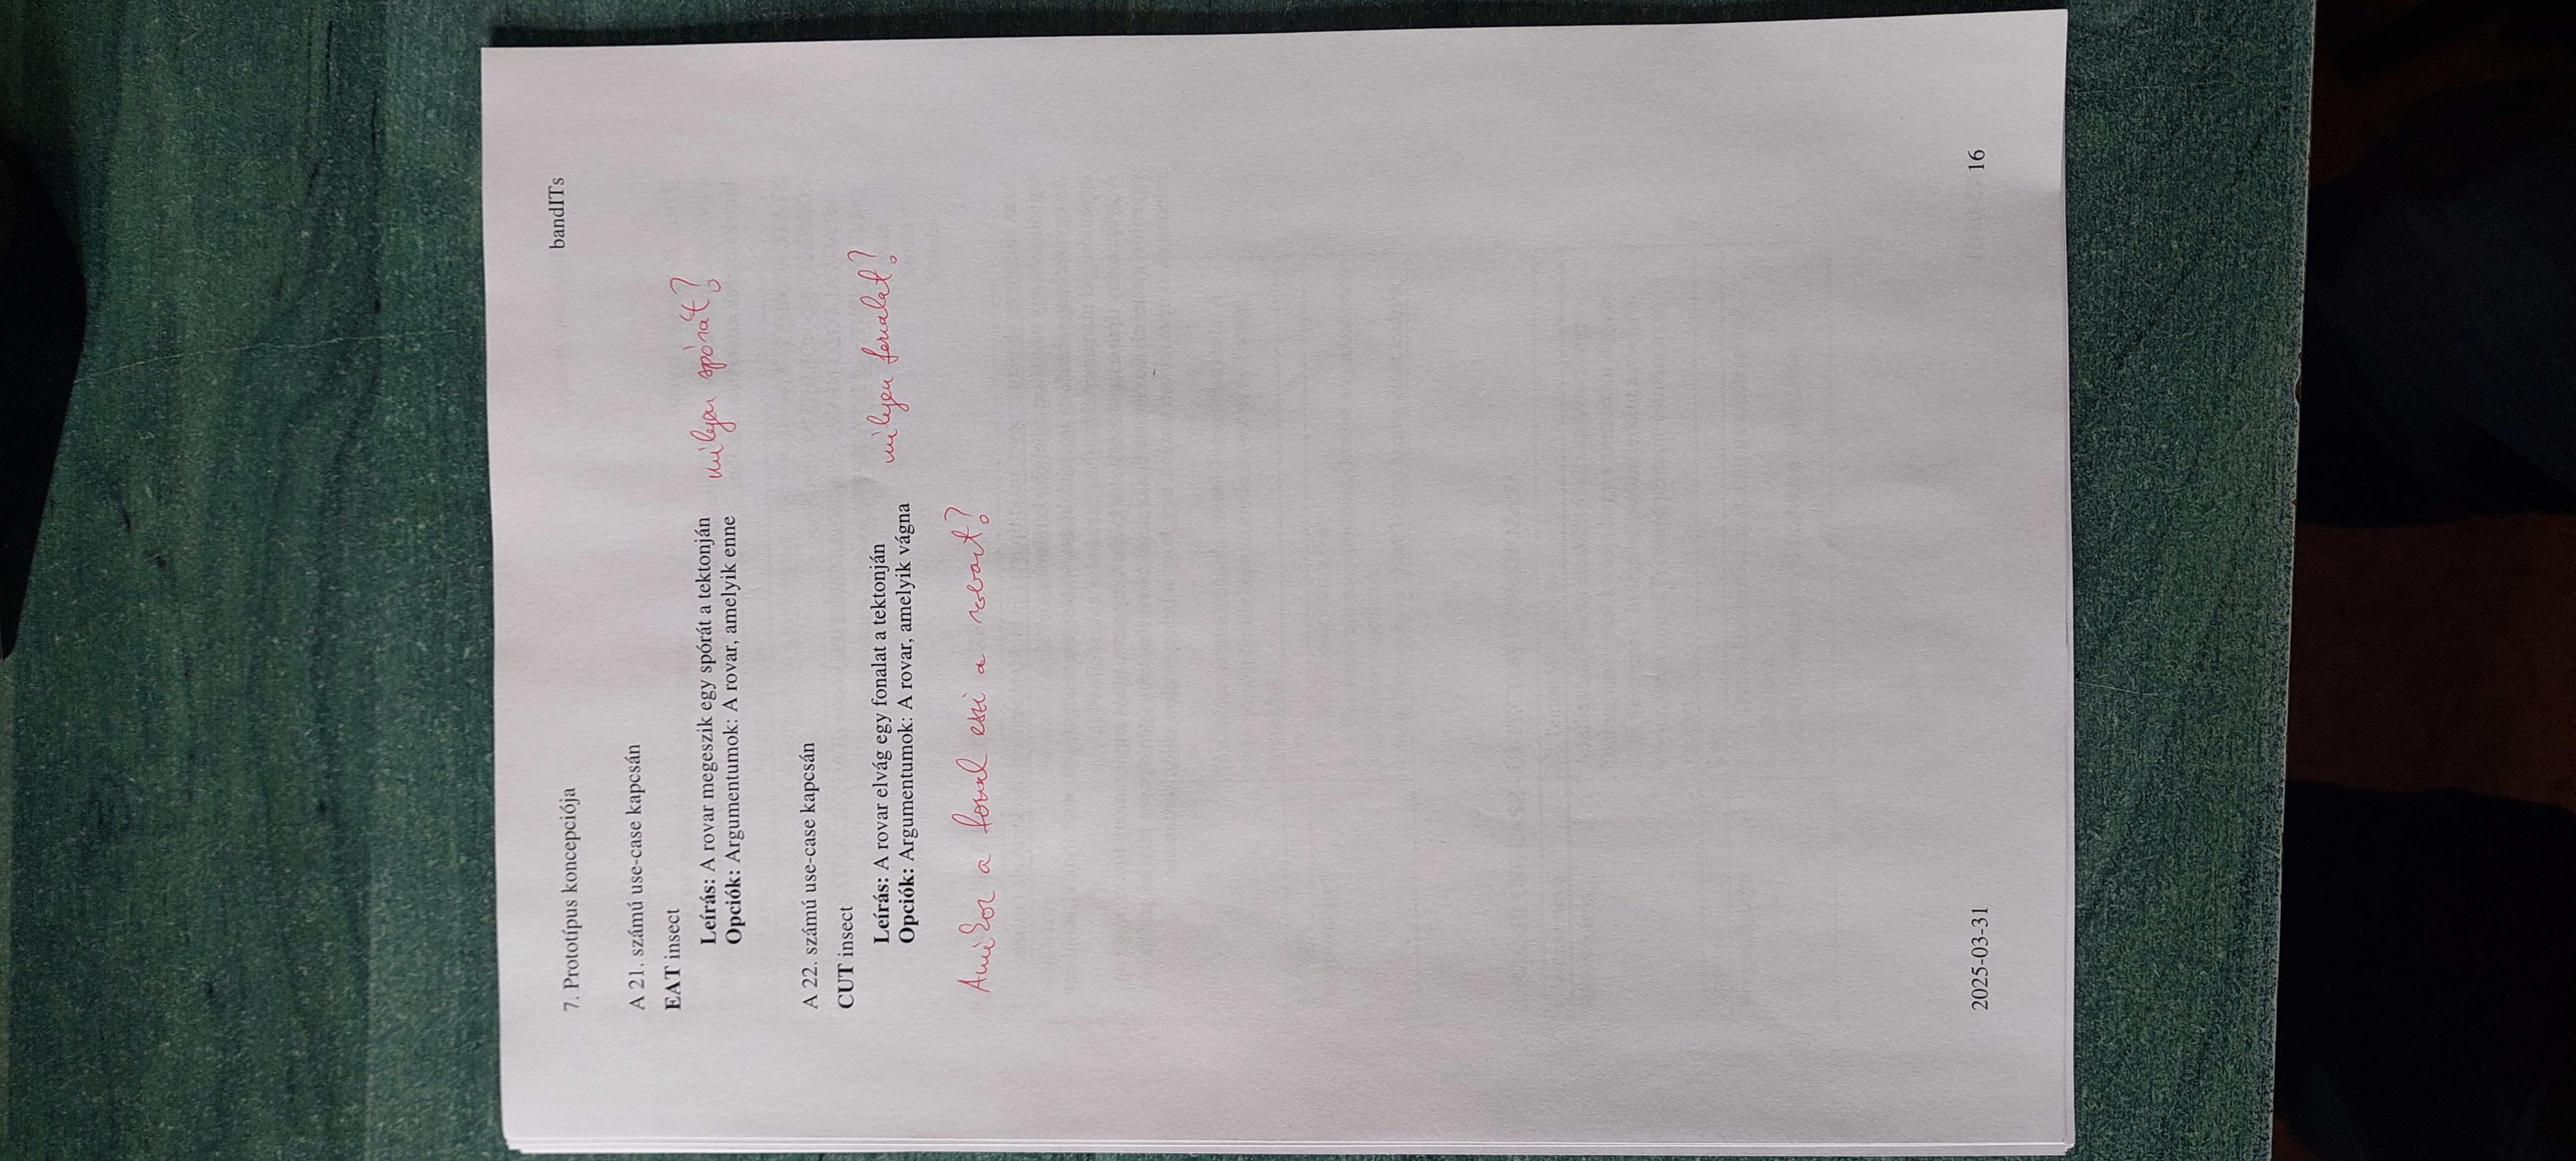 7. Prototípus koncepciója bandITs
A 21. számú use-case kapcsán
EAT insect
Leírás: A rovar megeszik egy spórát a tektonján
Opciók: Argumentumok: A rovar, amelyik enne milyen spórát?
A 22. számú use-case kapcsán
CUT insect
Leírás: A rovar elvág egy fonalat a tektonján
Opciók: Argumentumok: A rovar, amelyik vágna milyen fonalat?
Amikor a fonal eszi a rovart?
2025-03-31 16